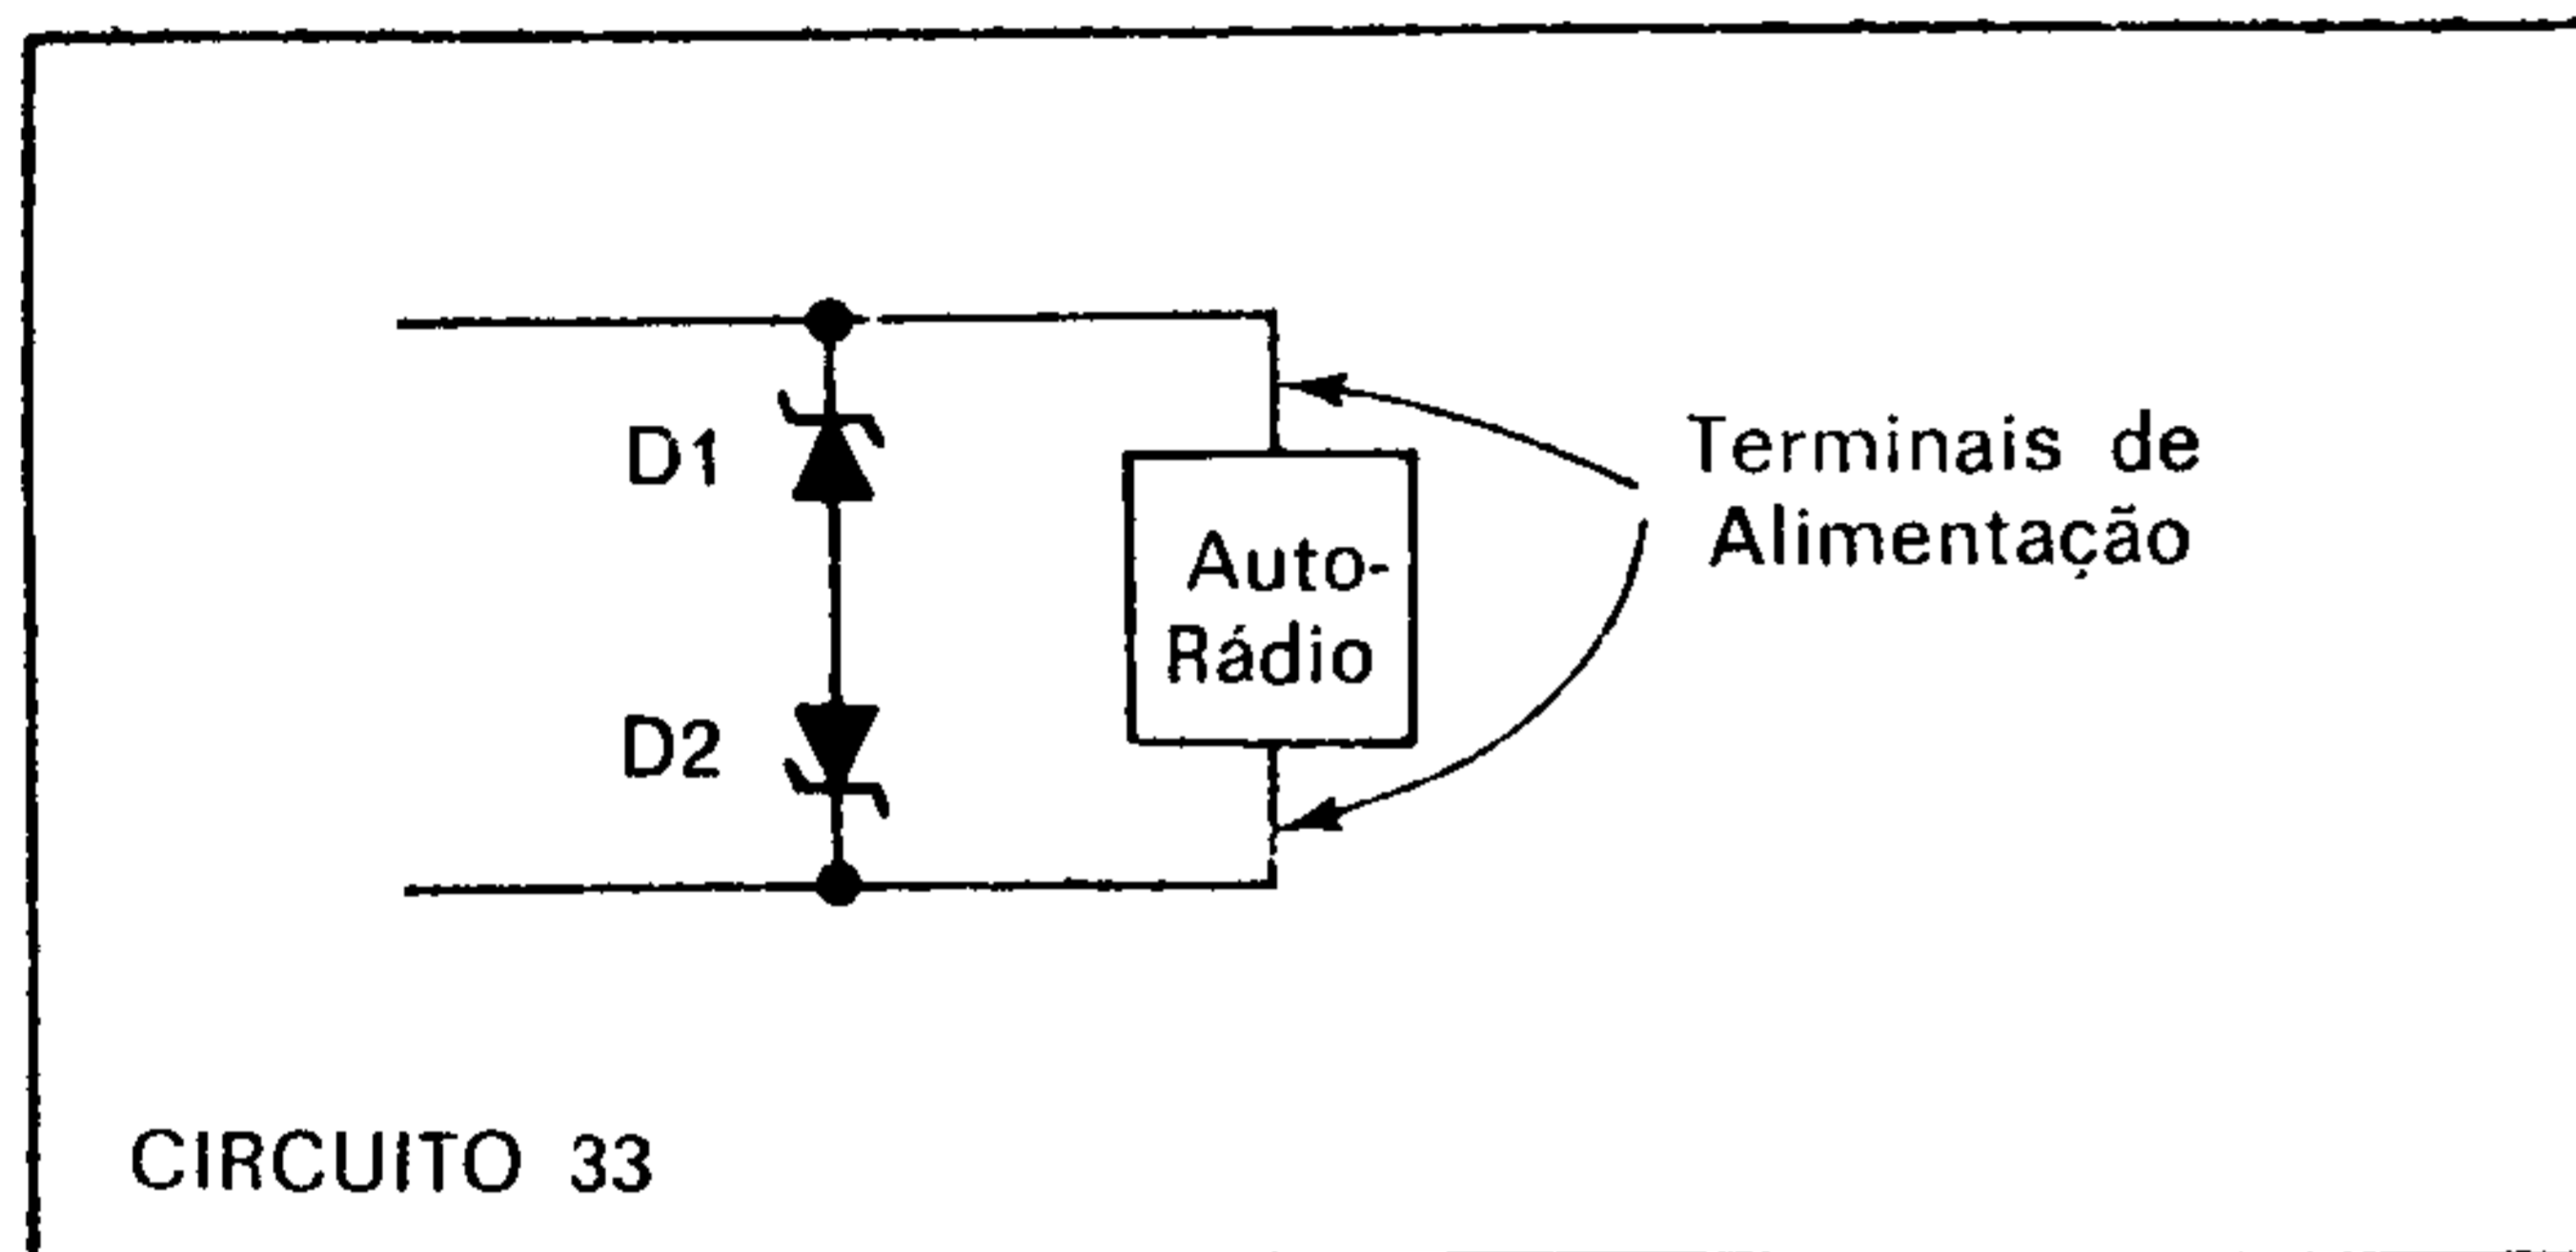 D1
Terminais de
Alimentação
Auto-
Rádio
D2
CIRCUITO 33